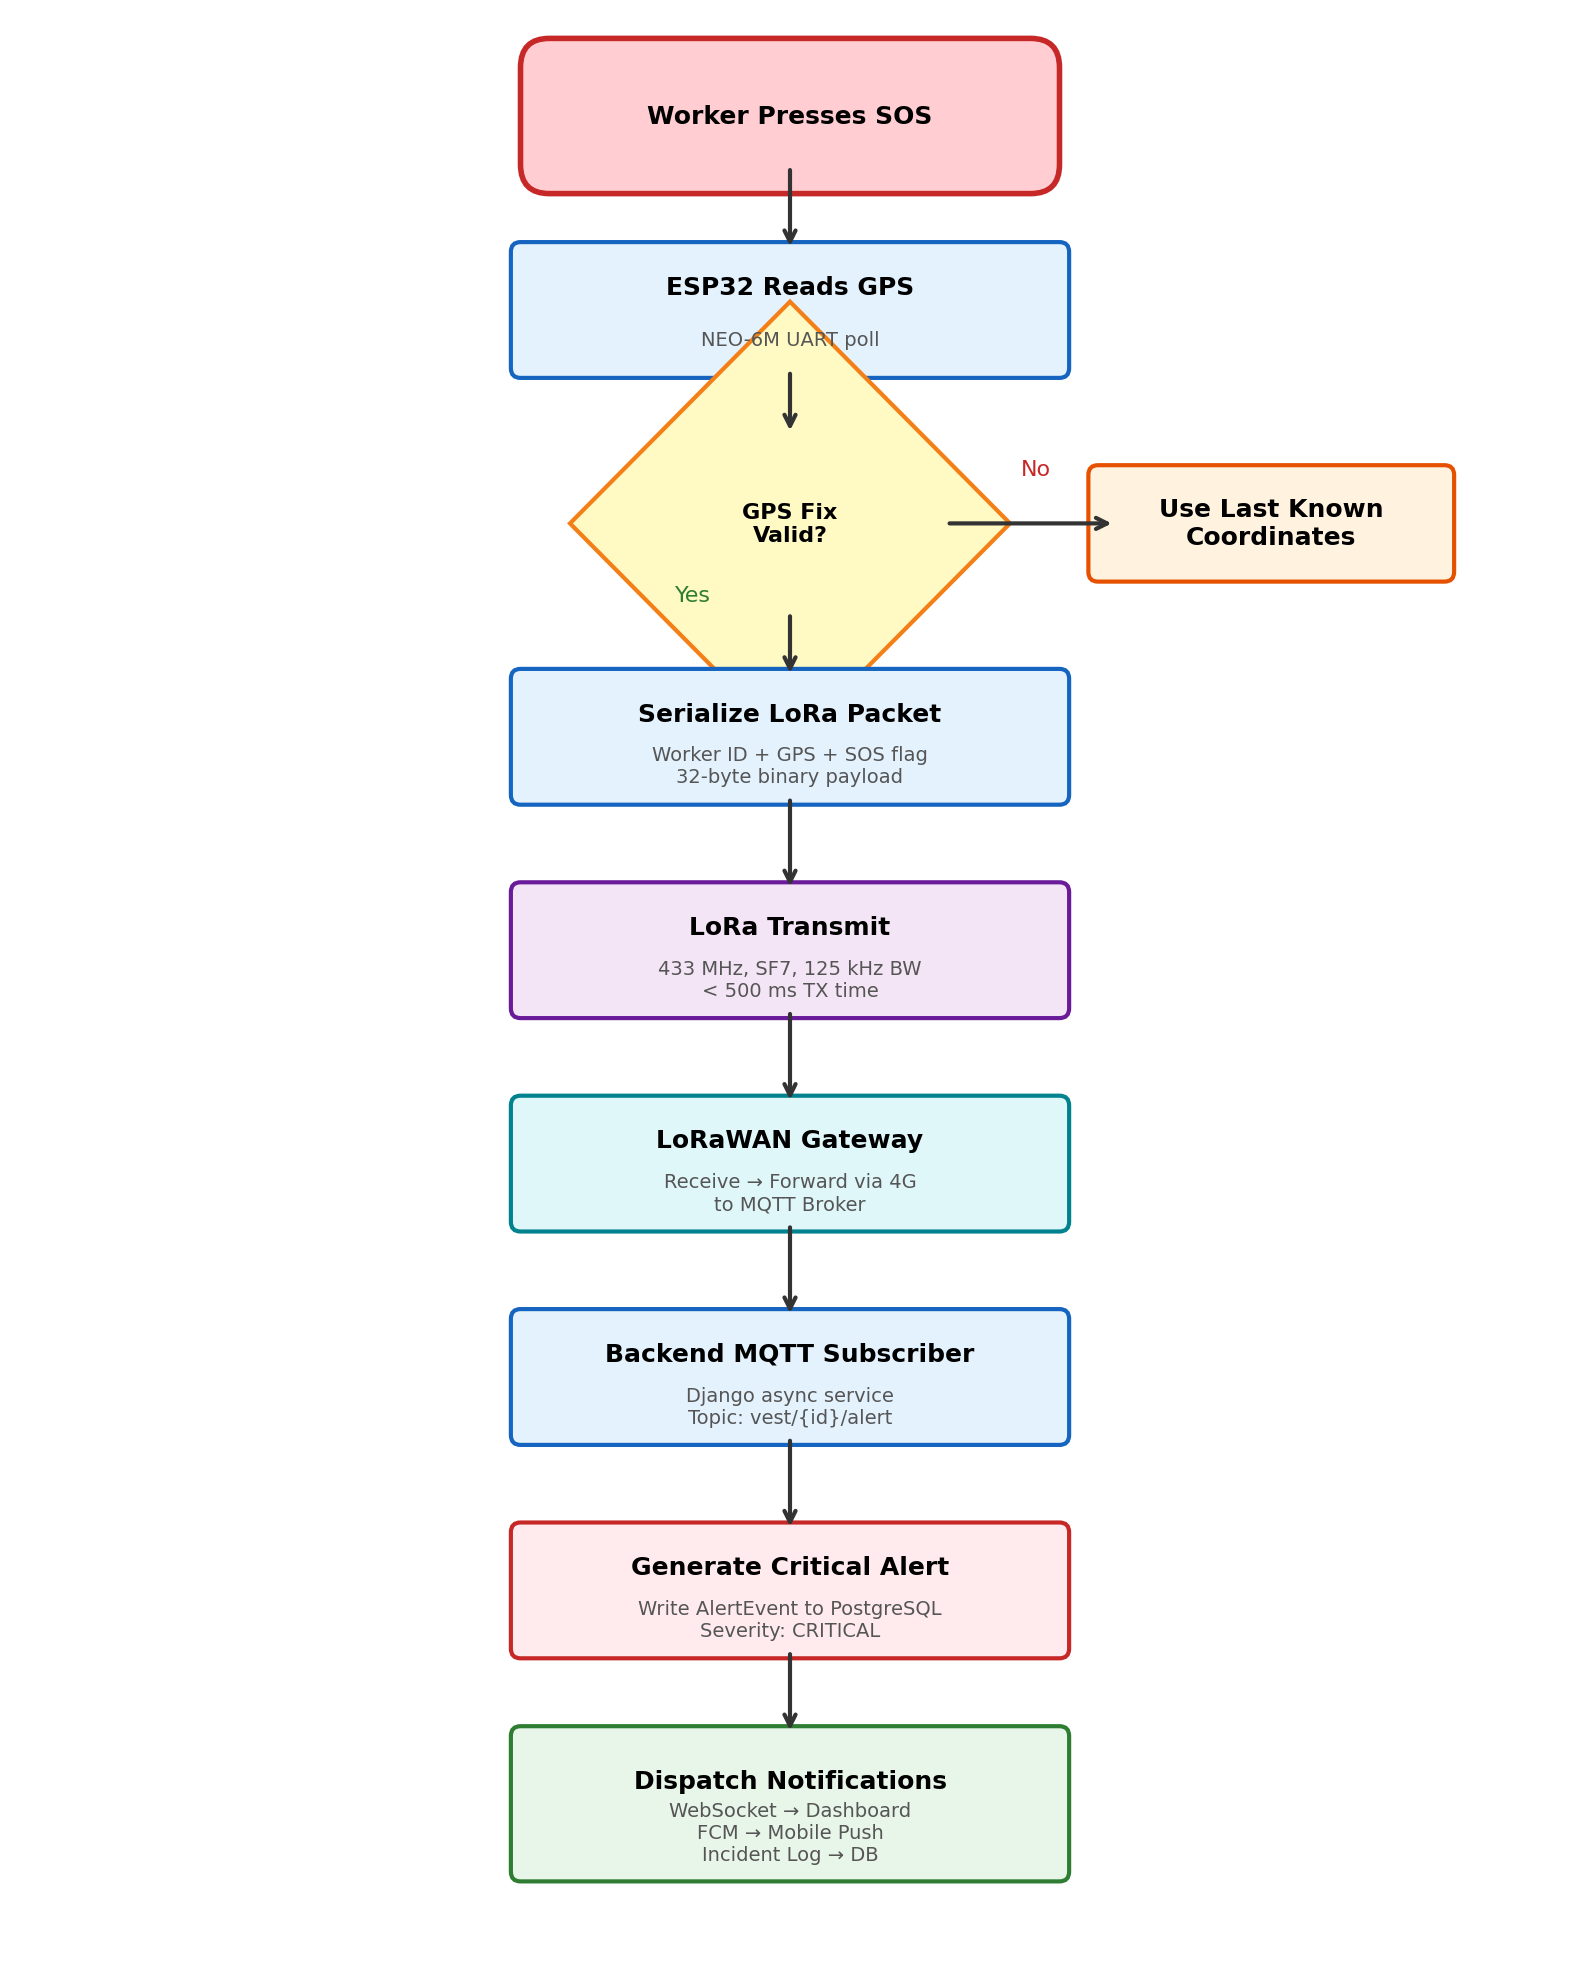 Worker Presses SOS
ESP32 Reads GPS
NEO-6M UART poll
No
GPS Fix
Valid?
Use Last Known
Coordinates
Yes
Serialize LoRa Packet
Worker ID + GPS + SOS flag
32-byte binary payload
LoRa Transmit
433 MHz, SF7, 125 kHz BW
< 500 ms TX time
LoRaWAN Gateway
Receive → Forward via 4G
to MQTT Broker
Backend MQTT Subscriber
Django async service
Topic: vest/{id}/alert
Generate Critical Alert
Write AlertEvent to PostgreSQL
Severity: CRITICAL
Dispatch Notifications
WebSocket → Dashboard
FCM → Mobile Push
Incident Log → DB